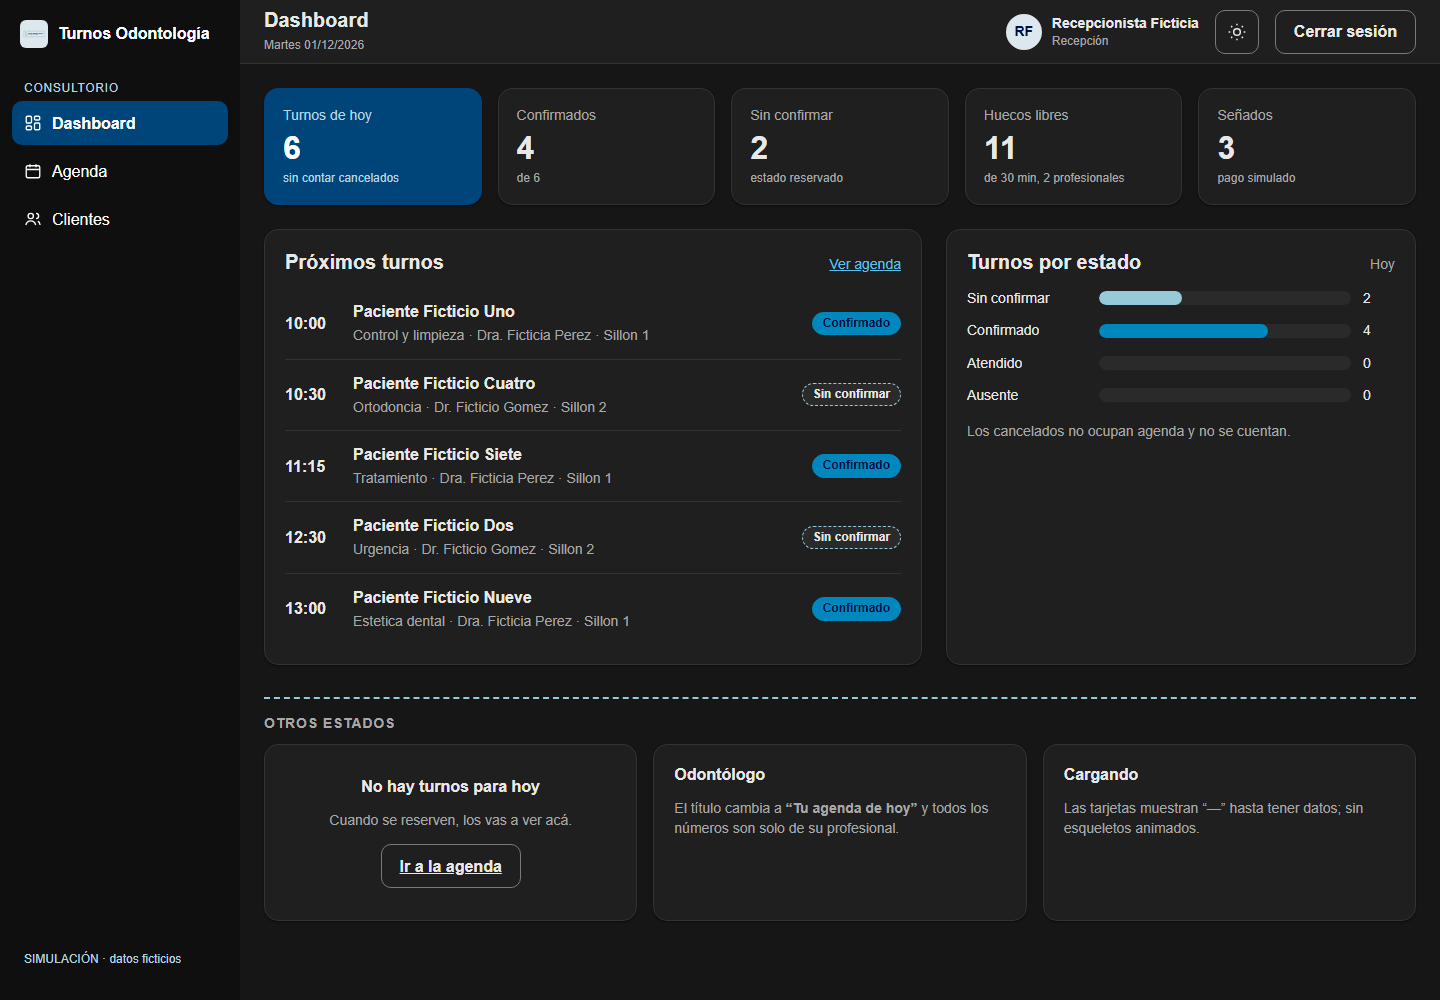 Turnos Odontología
CONSULTORIO
Dashboard
Agenda
Clientes
SIMULACIÓN · datos ficticios
Dashboard
Martes 01/12/2026
RF
Recepcionista Ficticia
Recepción
Cerrar sesión
Turnos de hoy
6
sin contar cancelados
Confirmados
4
de 6
Sin confirmar
2
estado reservado
Huecos libres
11
de 30 min, 2 profesionales
Señados
3
pago simulado
Próximos turnos
Ver agenda
10:00
Paciente Ficticio Uno
Control y limpieza · Dra. Ficticia Perez · Sillon 1
Confirmado
10:30
Paciente Ficticio Cuatro
Ortodoncia · Dr. Ficticio Gomez · Sillon 2
Sin confirmar
11:15
Paciente Ficticio Siete
Tratamiento · Dra. Ficticia Perez · Sillon 1
Confirmado
12:30
Paciente Ficticio Dos
Urgencia · Dr. Ficticio Gomez · Sillon 2
Sin confirmar
13:00
Paciente Ficticio Nueve
Estetica dental · Dra. Ficticia Perez · Sillon 1
Confirmado
Turnos por estado
Hoy
Sin confirmar 2
Confirmado 4
Atendido 0
Ausente 0
Los cancelados no ocupan agenda y no se cuentan.
OTROS ESTADOS
No hay turnos para hoy
Cuando se reserven, los vas a ver acá.
Ir a la agenda
Odontólogo
El título cambia a “Tu agenda de hoy” y todos los
números son solo de su profesional.
Cargando
Las tarjetas muestran “—” hasta tener datos; sin
esqueletos animados.